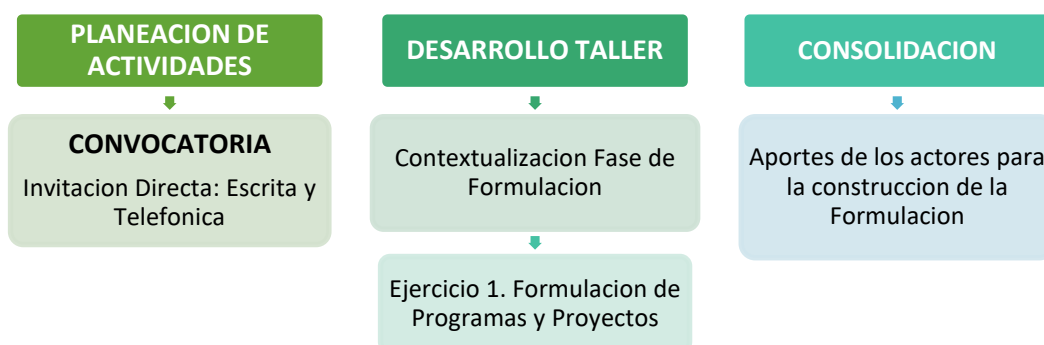 PLANEACION DE
ACTIVIDADES
CONVOCATORIA
Invitacion Directa: Escrita y
Telefonica
DESARROLLO TALLER
Contextualizacion Fase de
Formulacion
Ejercicio 1. Formulacion de
Programas y Proyectos
CONSOLIDACION
Aportes de los actores para
la construccion de la
Formulacion